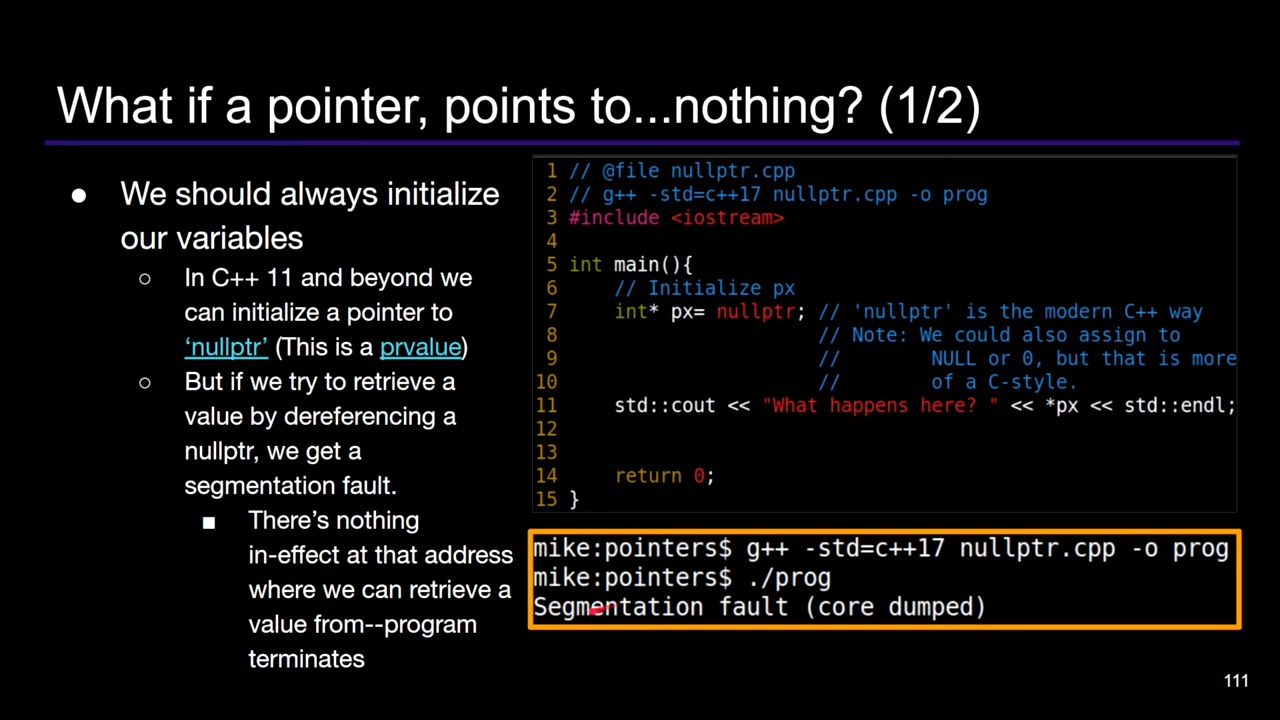 What if a pointer, points to...nothing? (1/2)
● We should always initialize
our variables
○ In C++ 11 and beyond we
can initialize a pointer to
‘nullptr’ (This is a prvalue)
○ But if we try to retrieve a
value by dereferencing a
nullptr, we get a
segmentation fault.
■ There’s nothing
in-effect at that address
where we can retrieve a
value from--program
terminates
1 // @file nullptr.cpp
2 // g++ -std=c++17 nullptr.cpp -o prog
3 #include <iostream>
4
5 int main(){
6     // Initialize px
7     int* px= nullptr; // 'nullptr' is the modern C++ way
8                       // Note: We could also assign to
9                       //       NULL or 0, but that is more
10                       //       of a C-style.
11     std::cout << "What happens here? " << *px << std::endl;
12
13
14     return 0;
15 }
mike:pointers$ g++ -std=c++17 nullptr.cpp -o prog
mike:pointers$ ./prog
Segmentation fault (core dumped)
111